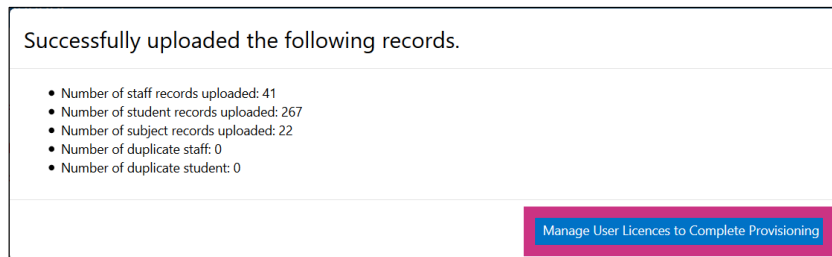 Successfully uploaded the following records.
Number of staff records uploaded: 41
Number of student records uploaded: 267
Number of subject records uploaded: 22
Number of duplicate staff: 0
Number of duplicate student: 0
Manage User Licences to Complete Provisioning